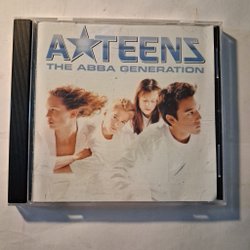 A★TEENS
THE ABBA GENERATION